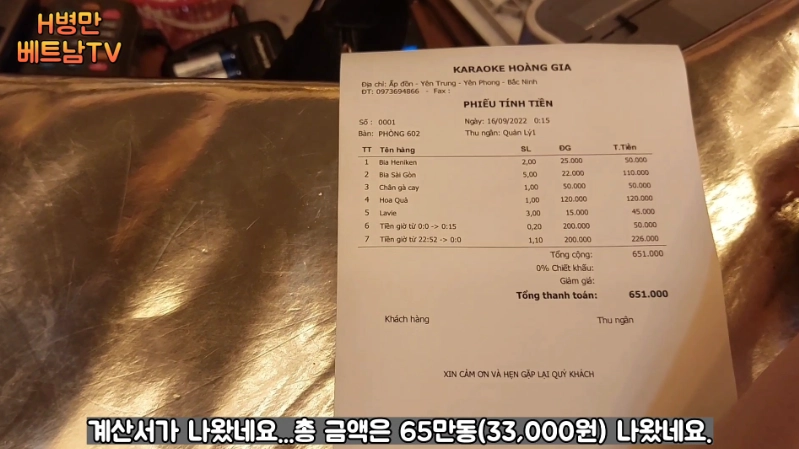 H병만
베트남TV
KARAOKE HOÀNG GIA
Địa chỉ: Ấp đồn - Yên Trung - Yên Phong - Bắc Ninh
ĐT: 0973694866 - Fax :
PHIẾU TÍNH TIỀN
Số : 0001 Ngày: 16/09/2022 0:15
Bàn: PHÒNG 602 Thu ngân: Quản Lý1
TT Tên hàng SL ĐG T.Tiền
1 Bia Heniken 2,00 25.000 50.000
2 Bia Sài Gòn 5,00 22.000 110.000
3 Chân gà cay 1,00 50.000 50.000
4 Hoa Quả 1,00 120.000 120.000
5 Lavie 3,00 15.000 45.000
6 Tiền giờ từ 0:0 -> 0:15 0,20 200.000 50.000
7 Tiền giờ từ 22:52 -> 0:0 1,10 200.000 226.000
Tổng cộng: 651.000
0% Chiết khấu:
Giảm giá:
Tổng thanh toán: 651.000
Khách hàng Thu ngân
XIN CẢM ƠN VÀ HẸN GẶP LẠI QUÝ KHÁCH
계산서가 나왔네요...총 금액은 65만동(33,000원) 나왔네요.